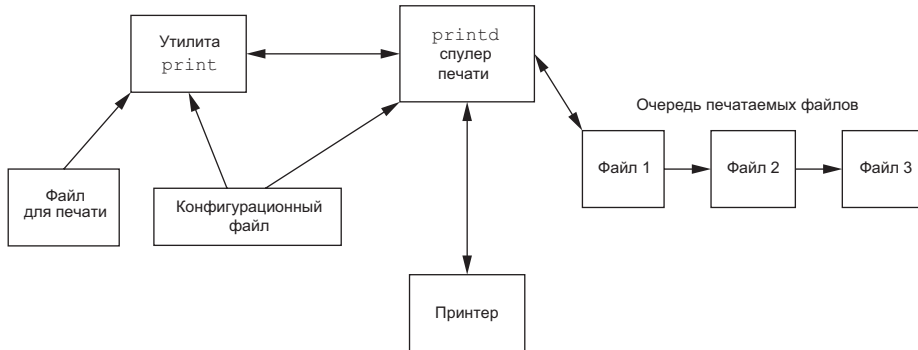 Утилита
print
printd
спулер
печати
Очередь печатаемых файлов
Файл 1
Файл 2
Файл 3
Файл
для печати
Конфигурационный
файл
Принтер